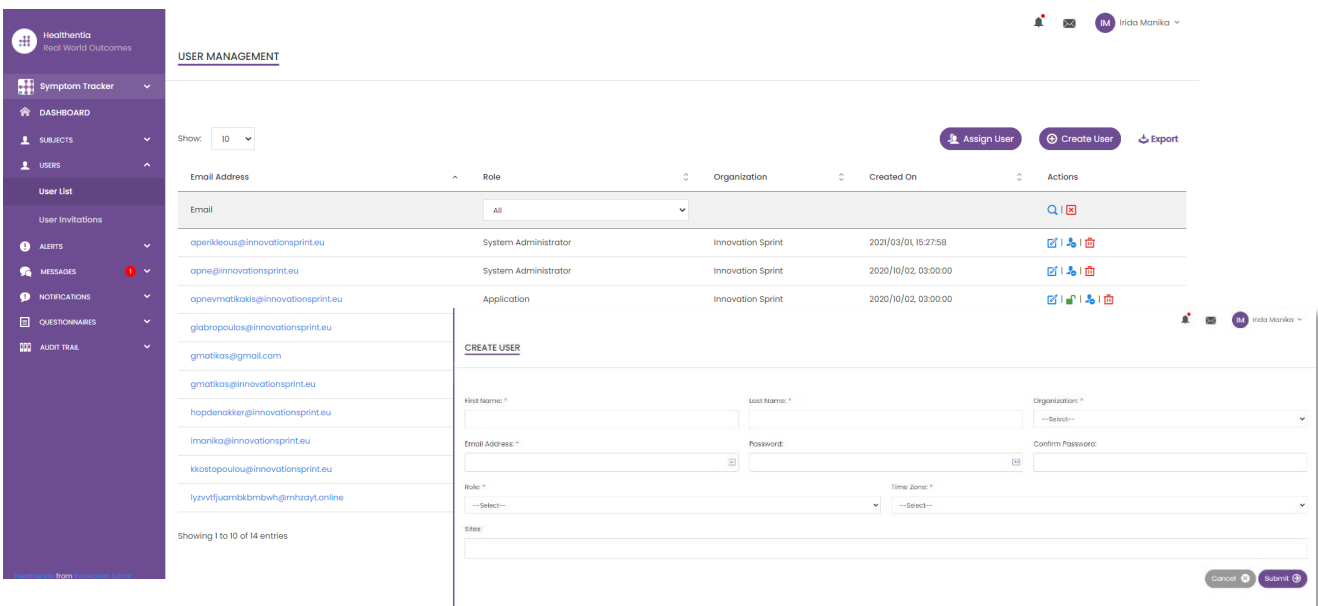 Healthentia
Real World Outcomes
Symptom Tracker
DASHBOARD
SUBJECTS
USERS
User List
User Invitations
ALERTS
MESSAGES 1
NOTIFICATIONS
QUESTIONNAIRES
AUDIT TRAIL
Healthentia from Innovation Sprint
IM Irida Manika
USER MANAGEMENT
Show: 10
Assign User
Create User
Export
Email Address Role Organization Created On Actions
Email All
aperikleous@innovationsprint.eu System Administrator Innovation Sprint 2021/03/01, 15:27:58
apne@innovationsprint.eu System Administrator Innovation Sprint 2020/10/02, 03:00:00
apnevmatikakis@innovationsprint.eu Application Innovation Sprint 2020/10/02, 03:00:00
glabropoulos@innovationsprint.eu
gmatikas@gmail.com
gmatikas@innovationsprint.eu
hopdenakker@innovationsprint.eu
imanika@innovationsprint.eu
kkostopoulou@innovationsprint.eu
lyzvvtfjuambkbmbwh@mhzayt.online
Showing 1 to 10 of 14 entries
IM Irida Manika
CREATE USER
First Name: * Last Name: * Organization: *
--Select--
Email Address: * Password: Confirm Password:
Role: * Time Zone: *
--Select-- --Select--
Sites:
Cancel Submit